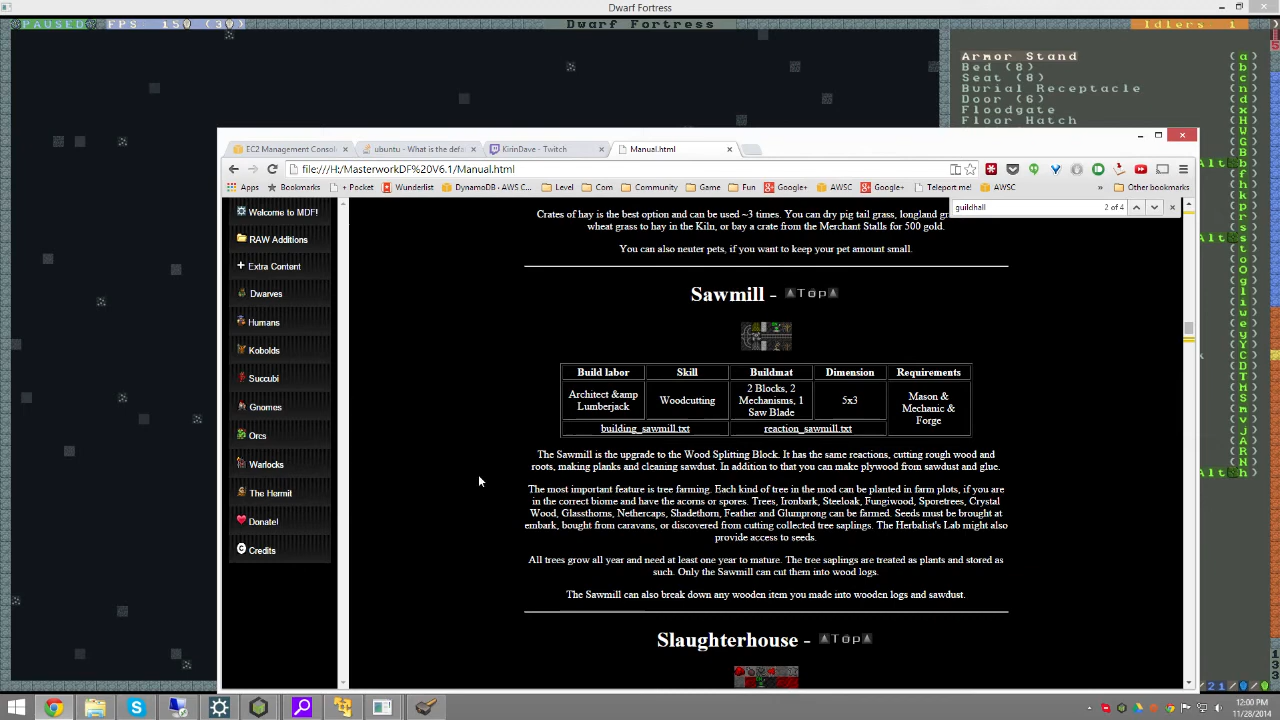 Dwarf Fortress
PAUSED FPS 150 (30) Dwarf Fortress Idlers 1
Armor Stand (a)
Bed (8) (b)
Seat (8) (c)
Burial Receptacle (n)
Door (6) (d)
Floodgate (x)
Floor Hatch (H)
EC2 Management Consol
ubuntu - What is the def
KirinDave - Twitch
Manual.html
file:///H:/MasterworkDF%20V6.1/Manual.html
Apps Bookmarks + Pocket Wunderlist DynamoDB - AWS C... Level Com Community Game Fun Google+ AWSC Google+ Teleport me! AWSC » Other bookmarks
guildhall 2 of 4
Welcome to MDF!
RAW Additions
Extra Content
Dwarves
Humans
Kobolds
Succubi
Gnomes
Orcs
Warlocks
The Hermit
Donate!
Credits
Crates of hay is the best option and can be used ~3 times. You can dry pig tail grass, longland gr
wheat grass to hay in the Kiln, or bay a crate from the Merchant Stalls for 500 gold.
You can also neuter pets, if you want to keep your pet amount small.
Sawmill - Top
Build labor Skill Buildmat Dimension Requirements
Architect &amp Lumberjack
Woodcutting
2 Blocks, 2 Mechanisms, 1 Saw Blade
5x3
Mason & Mechanic & Forge
building_sawmill.txt reaction_sawmill.txt
The Sawmill is the upgrade to the Wood Splitting Block. It has the same reactions, cutting rough wood and
roots, making planks and cleaning sawdust. In addition to that you can make plywood from sawdust and glue.
The most important feature is tree farming. Each kind of tree in the mod can be planted in farm plots, if you are
in the correct biome and have the acorns or spores. Trees, Ironbark, Steeloak, Fungiwood, Sporetrees, Crystal
Wood, Glassthorns, Nethercaps, Shadethorn, Feather and Glumprong can be farmed. Seeds must be brought at
embark, bought from caravans, or discovered from cutting collected tree saplings. The Herbalist's Lab might also
provide access to seeds.
All trees grow all year and need at least one year to mature. The tree saplings are treated as plants and stored as
such. Only the Sawmill can cut them into wood logs.
The Sawmill can also break down any wooden item you made into wooden logs and sawdust.
Slaughterhouse - Top
12:00 PM
11/28/2014